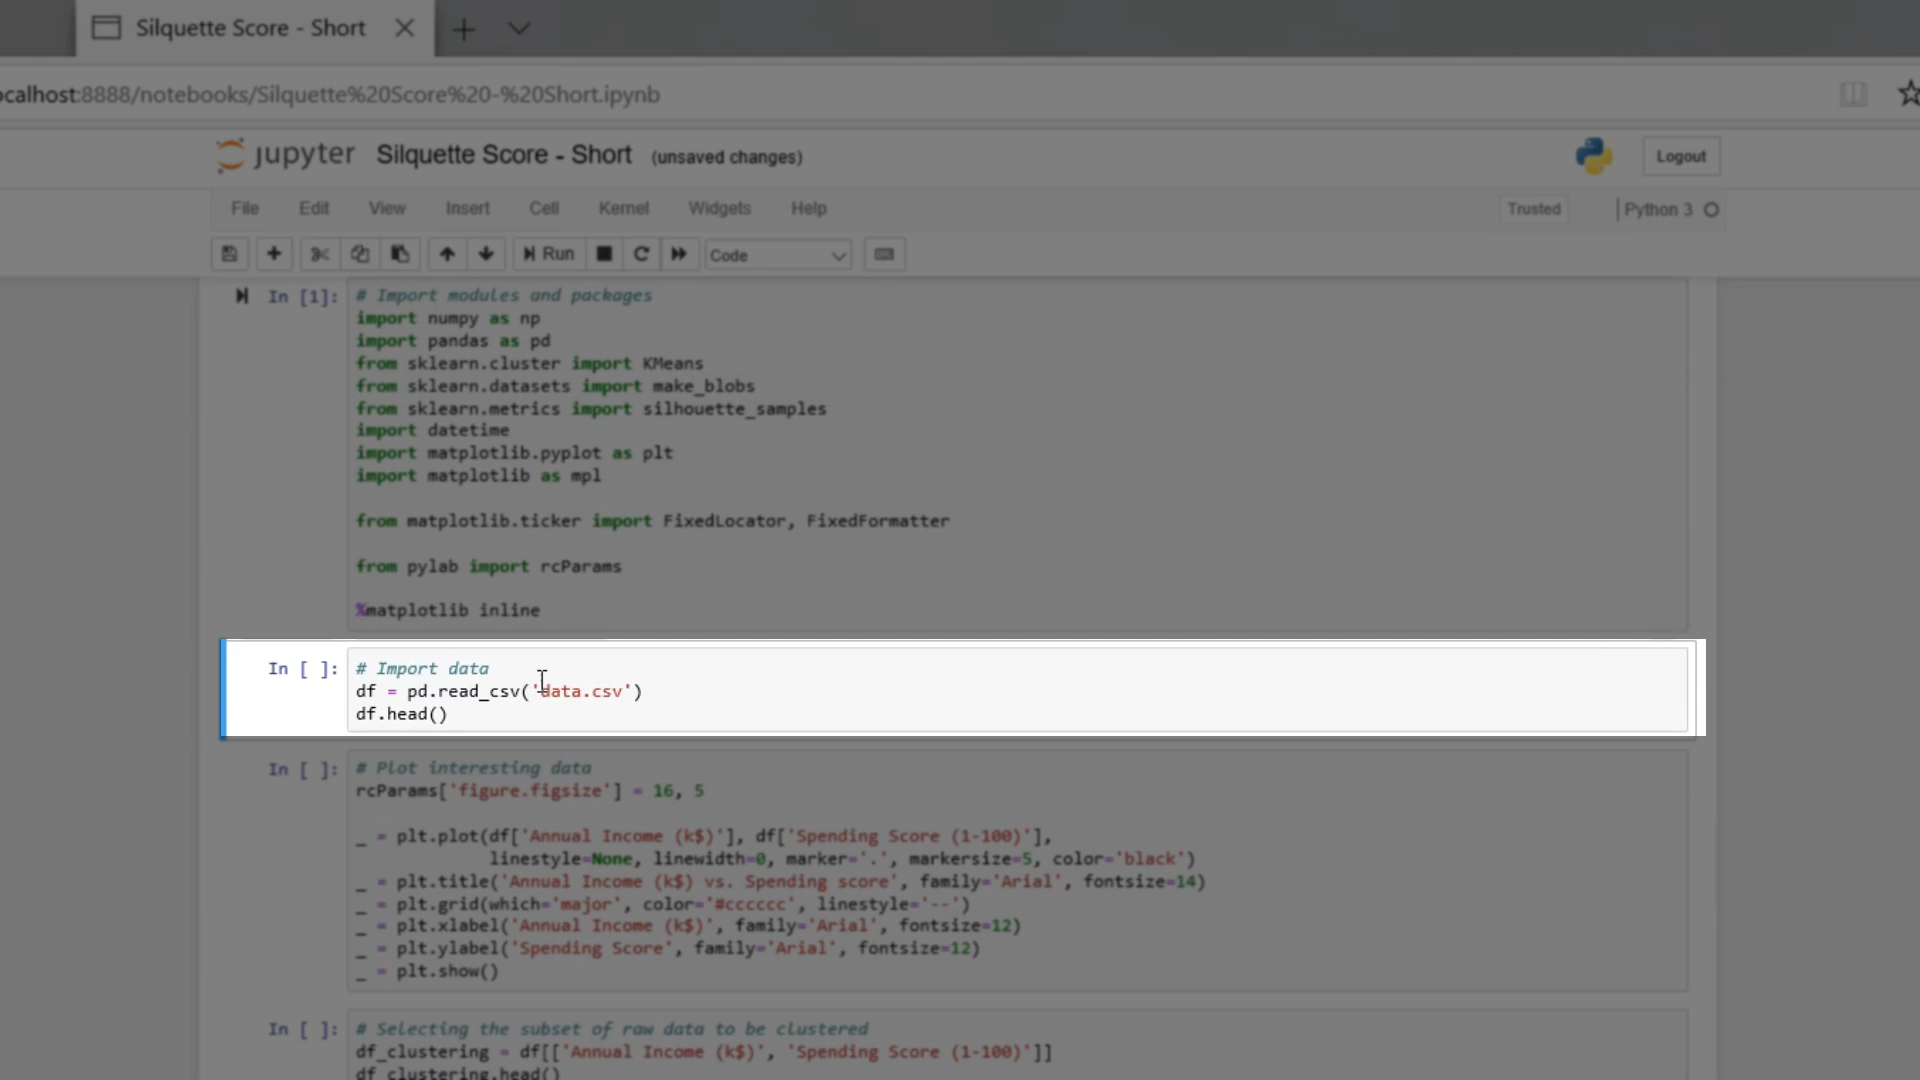 Silquette Score - Short
ocalhost:8888/notebooks/Silquette%20Score%20-%20Short.ipynb
jupyter Silquette Score - Short (unsaved changes)
Logout
File Edit View Insert Cell Kernel Widgets Help
Trusted
Python 3
Run
Code
In [1]: # Import modules and packages
import numpy as np
import pandas as pd
from sklearn.cluster import KMeans
from sklearn.datasets import make_blobs
from sklearn.metrics import silhouette_samples
import datetime
import matplotlib.pyplot as plt
import matplotlib as mpl
from matplotlib.ticker import FixedLocator, FixedFormatter
from pylab import rcParams
%matplotlib inline
In [ ]: # Import data
df = pd.read_csv('data.csv')
df.head()
In [ ]: # Plot interesting data
rcParams['figure.figsize'] = 16, 5
_ = plt.plot(df['Annual Income (k$)'], df['Spending Score (1-100)'],
linestyle=None, linewidth=0, marker='.', markersize=5, color='black')
_ = plt.title('Annual Income (k$) vs. Spending score', family='Arial', fontsize=14)
_ = plt.grid(which='major', color='#cccccc', linestyle='--')
_ = plt.xlabel('Annual Income (k$)', family='Arial', fontsize=12)
_ = plt.ylabel('Spending Score', family='Arial', fontsize=12)
_ = plt.show()
In [ ]: # Selecting the subset of raw data to be clustered
df_clustering = df[['Annual Income (k$)', 'Spending Score (1-100)']]
df_clustering.head()